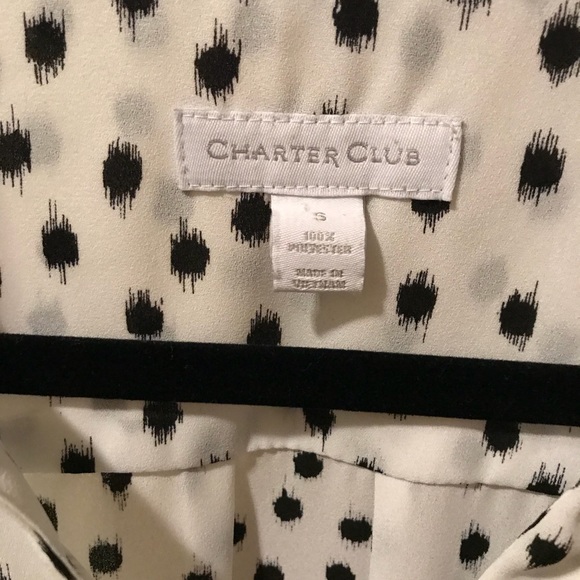 CHARTER CLUB
S
100%
POLYESTER
MADE IN
VIETNAM